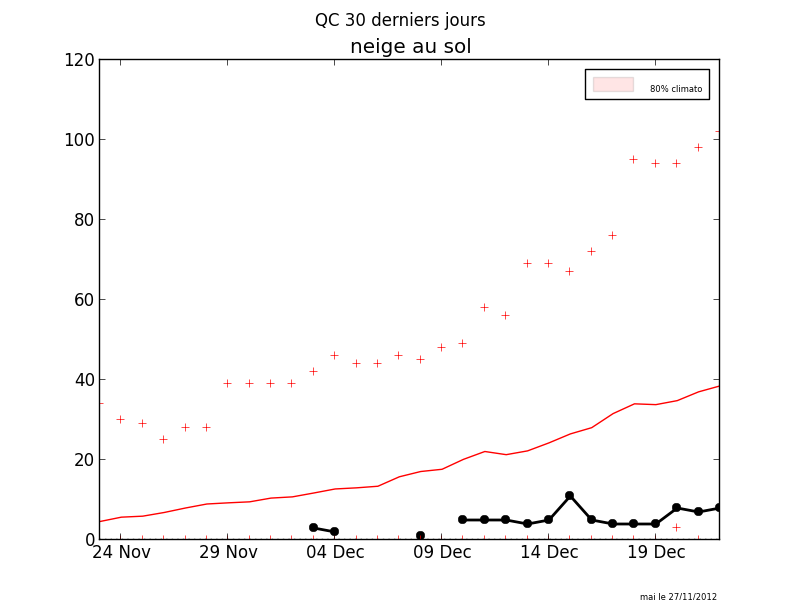 QC 30 derniers jours
neige au sol
80% climato
120
100
80
60
40
20
0
24 Nov 29 Nov 04 Dec 09 Dec 14 Dec 19 Dec
mai le 27/11/2012